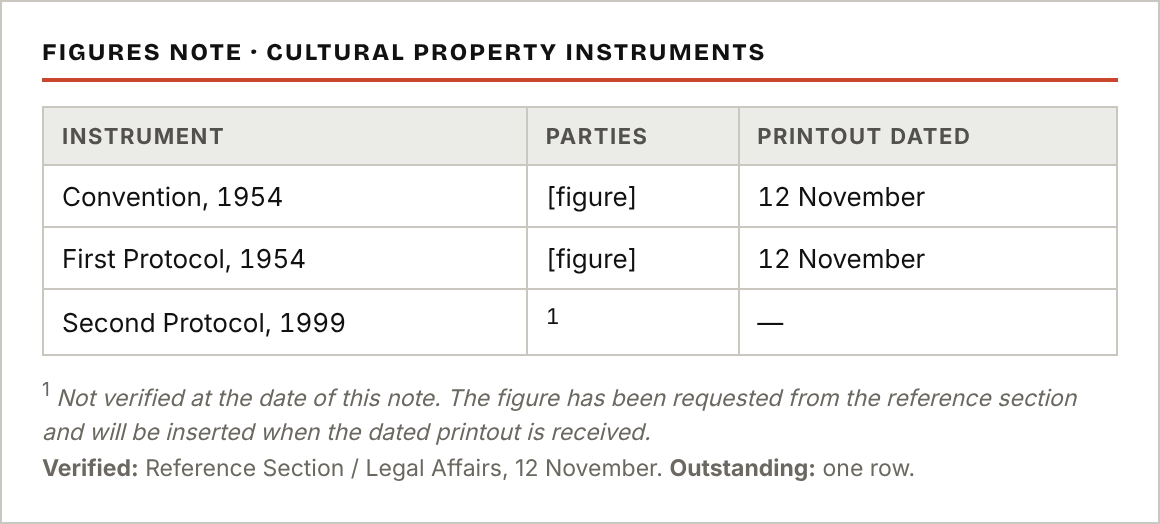 FIGURES NOTE · CULTURAL PROPERTY INSTRUMENTS
INSTRUMENT PARTIES PRINTOUT DATED
Convention, 1954 [figure] 12 November
First Protocol, 1954 [figure] 12 November
Second Protocol, 1999 1 —
1 Not verified at the date of this note. The figure has been requested from the reference section
and will be inserted when the dated printout is received.
Verified: Reference Section / Legal Affairs, 12 November. Outstanding: one row.